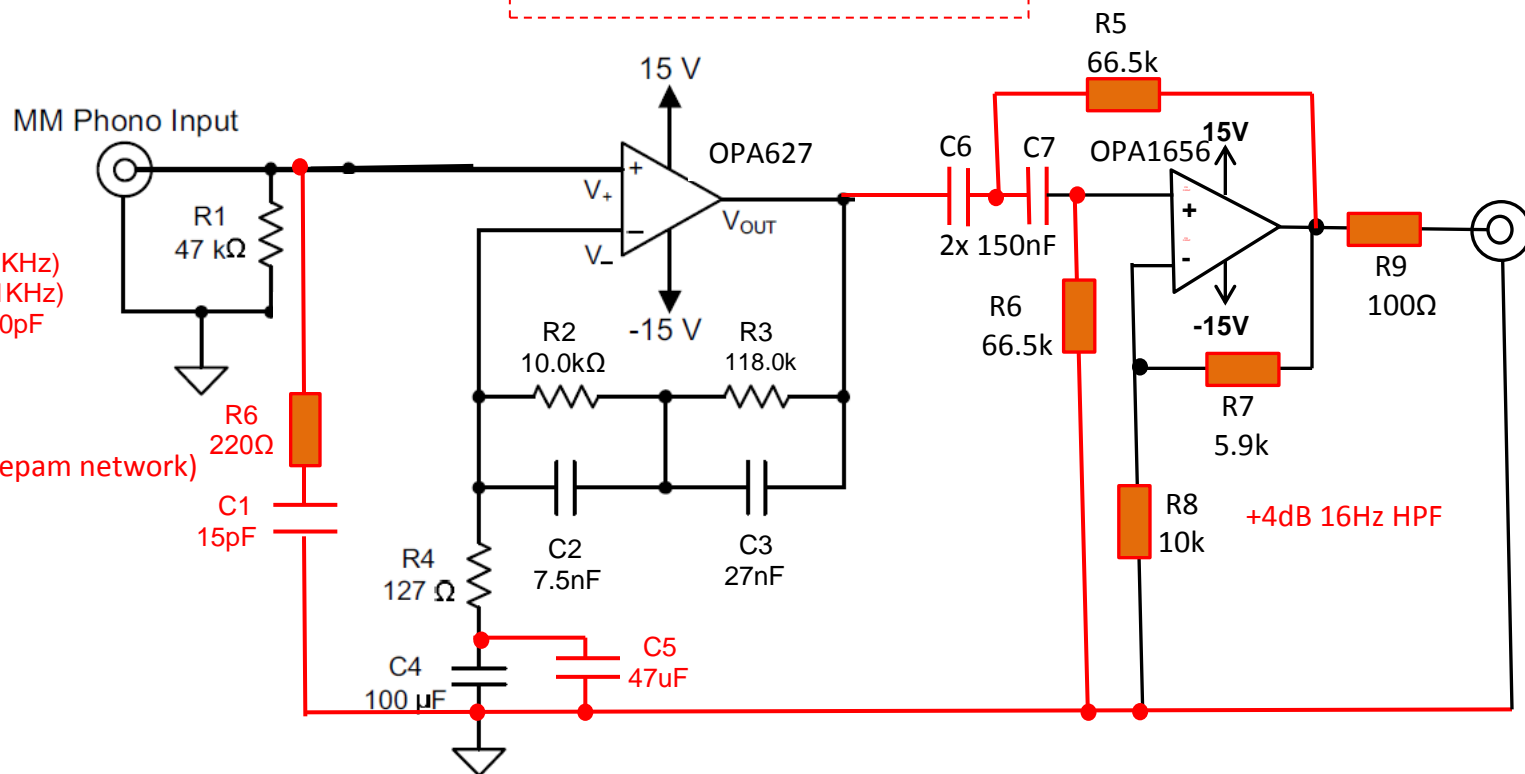 R5
66.5k
15 V
MM Phono Input
OPA627
C6
C7
OPA1656
15V
+
V+
R1
47 kΩ
VOUT
+
–
V–
2x 150nF
-
KHz)
1KHz)
0pF
R9
100Ω
R6
66.5k
-15 V
-15V
R2
10.0kΩ
R3
118.0k
R7
5.9k
R6
220Ω
epam network)
C1
15pF
R8
10k
+4dB 16Hz HPF
R4
127 Ω
C2
7.5nF
C3
27nF
C4
100 µF
C5
47uF